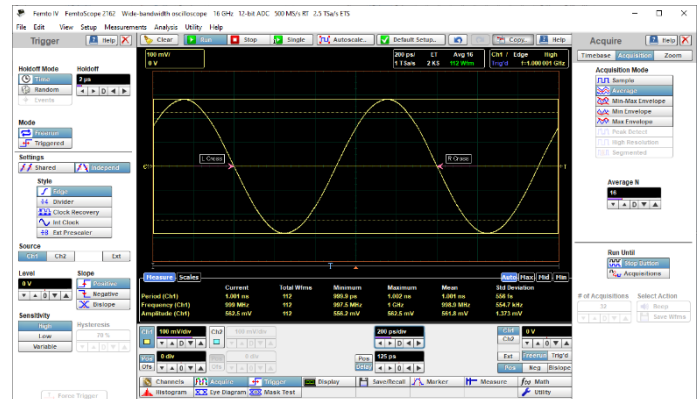 Femto IV FemtoScope 2162 Wide-bandwidth oscilloscope 16 GHz 12-bit ADC 500 MS/s RT 2.5 TSa/s ETS
File Edit View Setup Measurements Analysis Utility Help
Trigger Help
Clear Run Stop Single Autoscale.. Default Setup.. Copy..
Acquire Help
Holdoff Mode Holdoff
Time 2 µs
Random
Events
Mode
Freerun
Triggered
Settings
Shared Independ
Style
Edge
Divider
Clock Recovery
Int Clock
Ext Prescaler
Source
Ch1 Ch2 Ext
Level Slope
0 V Positive
Negative
Bislope
Sensitivity
High Hysteresis
Low
Variable
Force Trigger
100 mV/
0 V
200 ps/ ET Avg 16
1 TSa/s 2 KS 112 Wfm
Ch1 / Edge High
Trig'd f=1.000 001 GHz
L Cross
R Cross
T
Measure Scales Auto Max Mid Min
Current Total Wfms Minimum Maximum Mean Std Deviation
Period (Ch1) 1.001 ns 112 999.9 ps 1.002 ns 1.001 ns 556 fs
Frequency (Ch1) 999 MHz 112 997.5 MHz 1 GHz 998.9 MHz 554.7 kHz
Amplitude (Ch1) 562.5 mV 112 556.2 mV 562.5 mV 561.8 mV 1.373 mV
Ch1 100 mV/div Ch2 100 mV/div 200 ps/div Ch1 0 V
Ch2
Pos 0 div Pos 0 div Pos 125 ps Ext Freerun Trig'd
Ofs Ofs Delay Pos Neg Bislope
Channels Acquire Trigger Display Save/Recall Marker Measure Math
Histogram Eye Diagram Mask Test Utility
Timebase Acquisition Zoom
Acquisition Mode
Sample
Average
Min-Max Envelope
Min Envelope
Max Envelope
Peak Detect
High Resolution
Segmented
Average N
16
Run Until
Stop Button
Acquisitions
# of Acquisitions Select Action
Beep
Save Wfms